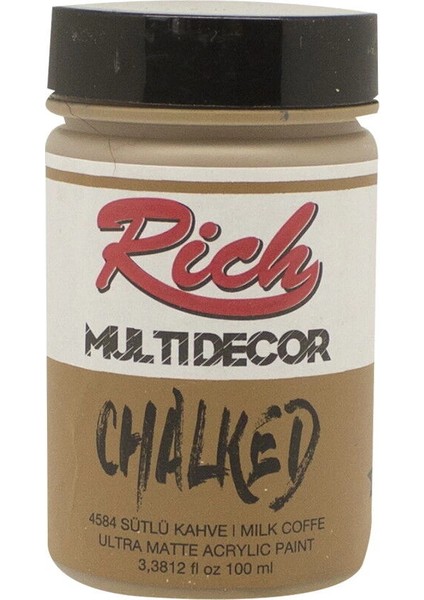 Rich
MULTIDECOR
CHALKED
4584 SÜTLÜ KAHVE | MILK COFFE
ULTRA MATTE ACRYLIC PAINT
3,3812 fl oz 100 ml